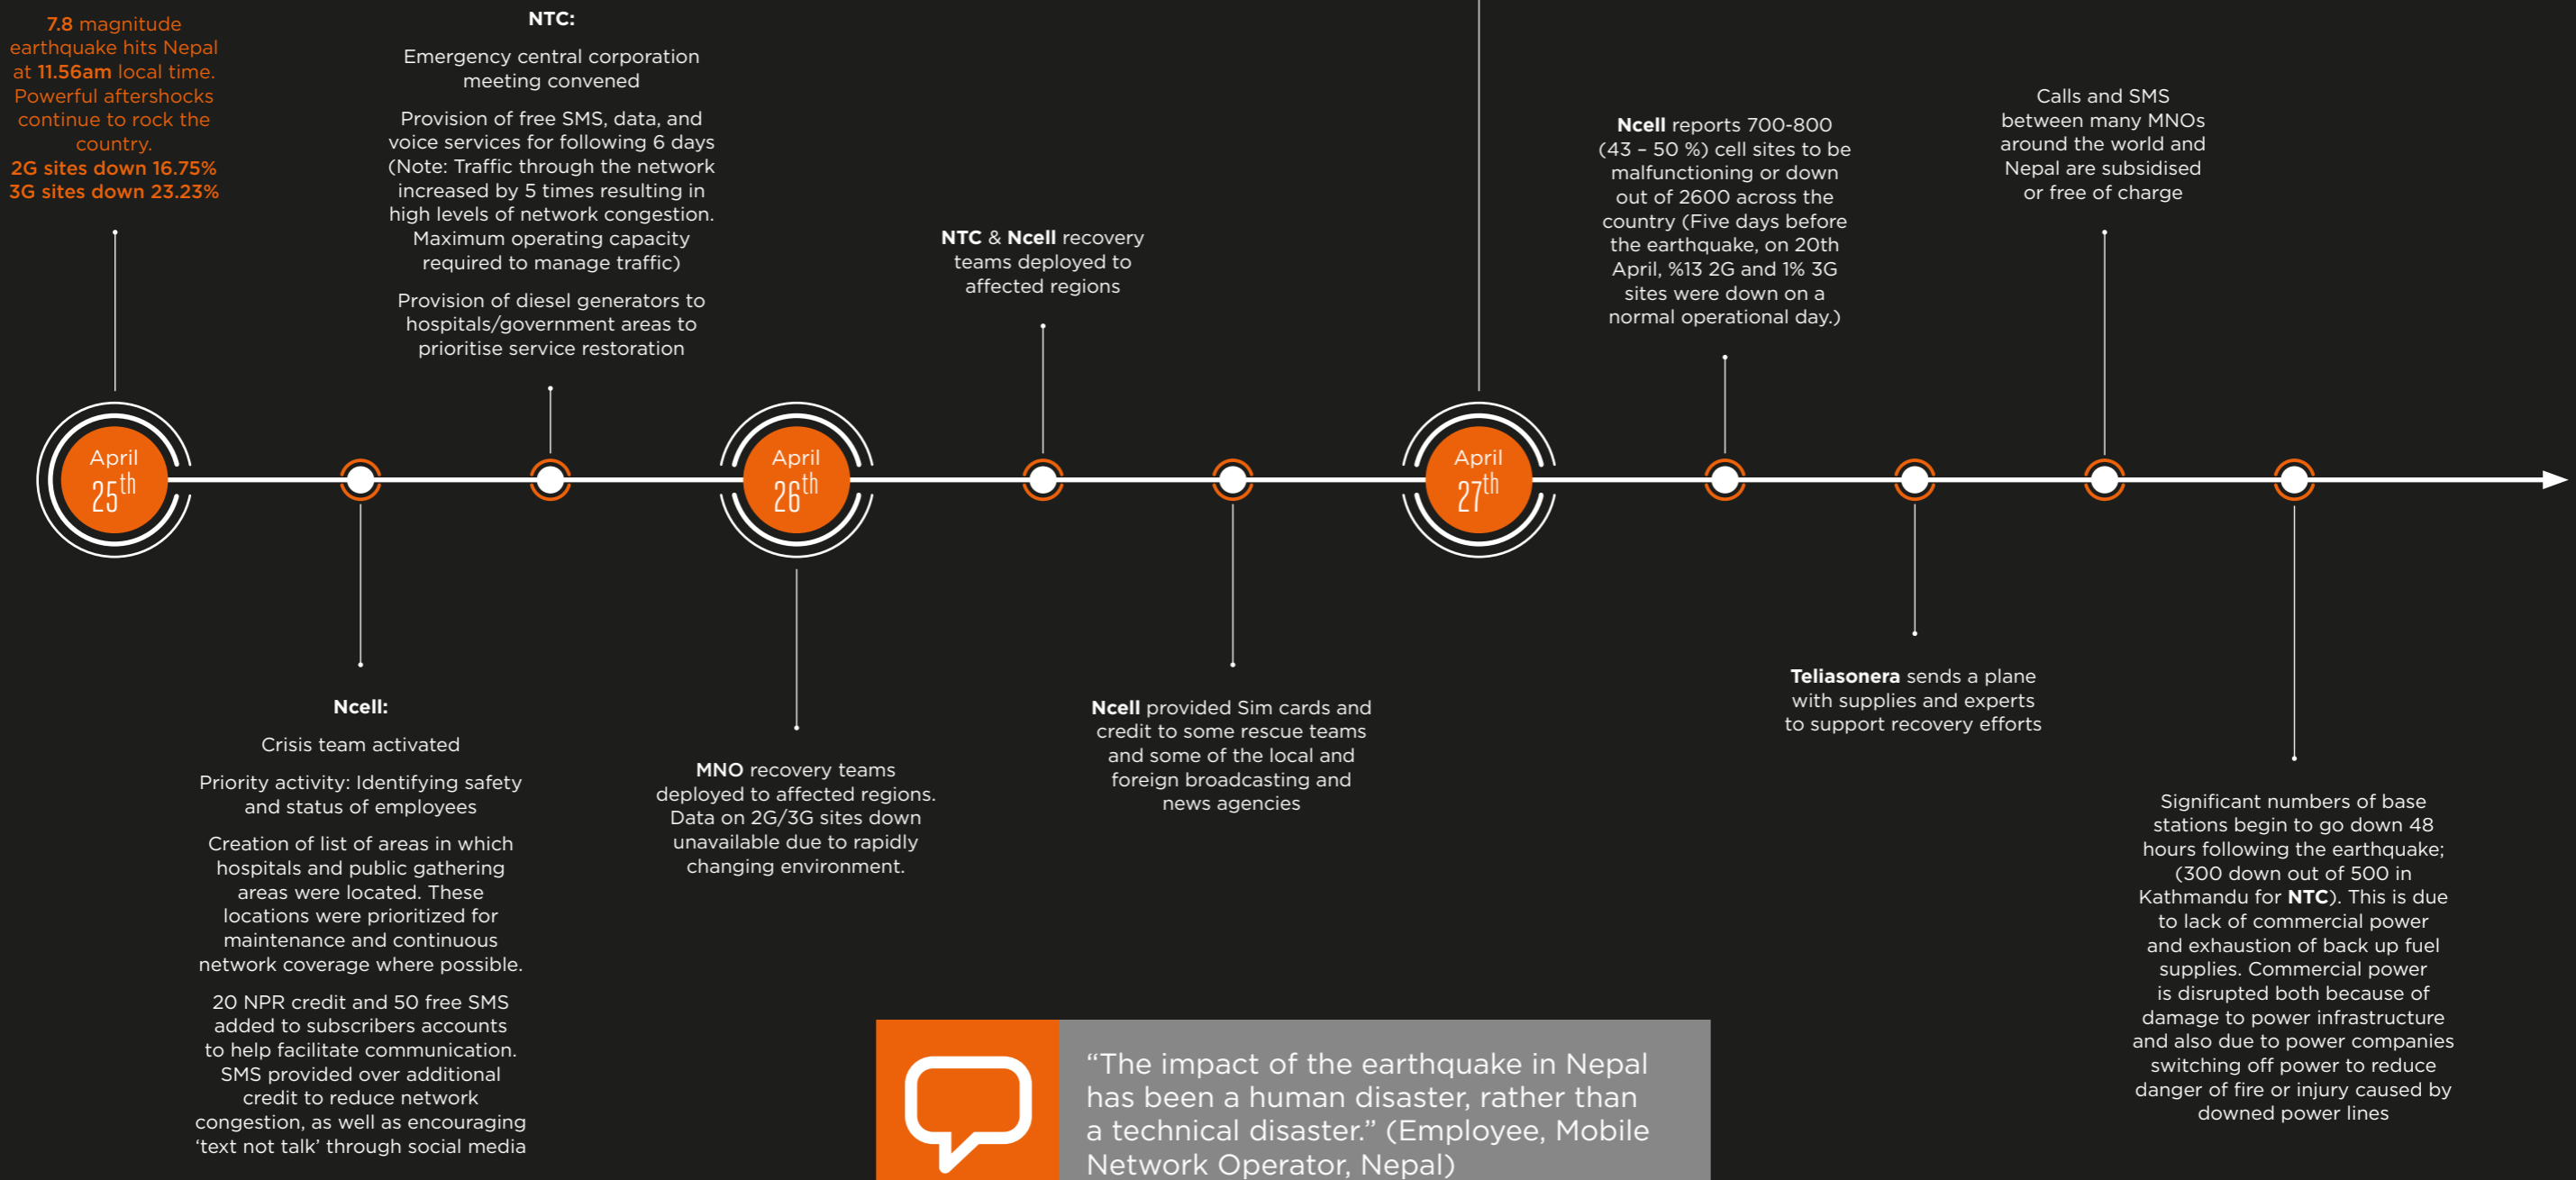 7.8 magnitude
earthquake hits Nepal
at 11.56am local time.
Powerful aftershocks
continue to rock the
country.
2G sites down 16.75%
3G sites down 23.23%
April
25th
Ncell:
Crisis team activated
Priority activity: Identifying safety
and status of employees
Creation of list of areas in which
hospitals and public gathering
areas were located. These
locations were prioritized for
maintenance and continuous
network coverage where possible.
20 NPR credit and 50 free SMS
added to subscribers accounts
to help facilitate communication.
SMS provided over additional
credit to reduce network
congestion, as well as encouraging
‘text not talk’ through social media
NTC:
Emergency central corporation
meeting convened
Provision of free SMS, data, and
voice services for following 6 days
(Note: Traffic through the network
increased by 5 times resulting in
high levels of network congestion.
Maximum operating capacity
required to manage traffic)
Provision of diesel generators to
hospitals/government areas to
prioritise service restoration
April
26th
MNO recovery teams
deployed to affected regions.
Data on 2G/3G sites down
unavailable due to rapidly
changing environment.
NTC & Ncell recovery
teams deployed to
affected regions
Ncell provided Sim cards and
credit to some rescue teams
and some of the local and
foreign broadcasting and
news agencies
April
27th
Ncell reports 700-800
(43 – 50 %) cell sites to be
malfunctioning or down
out of 2600 across the
country (Five days before
the earthquake, on 20th
April, %13 2G and 1% 3G
sites were down on a
normal operational day.)
Teliasonera sends a plane
with supplies and experts
to support recovery efforts
Calls and SMS
between many MNOs
around the world and
Nepal are subsidised
or free of charge
Significant numbers of base
stations begin to go down 48
hours following the earthquake;
(300 down out of 500 in
Kathmandu for NTC). This is due
to lack of commercial power
and exhaustion of back up fuel
supplies. Commercial power
is disrupted both because of
damage to power infrastructure
and also due to power companies
switching off power to reduce
danger of fire or injury caused by
downed power lines
“The impact of the earthquake in Nepal
has been a human disaster, rather than
a technical disaster.” (Employee, Mobile
Network Operator, Nepal)